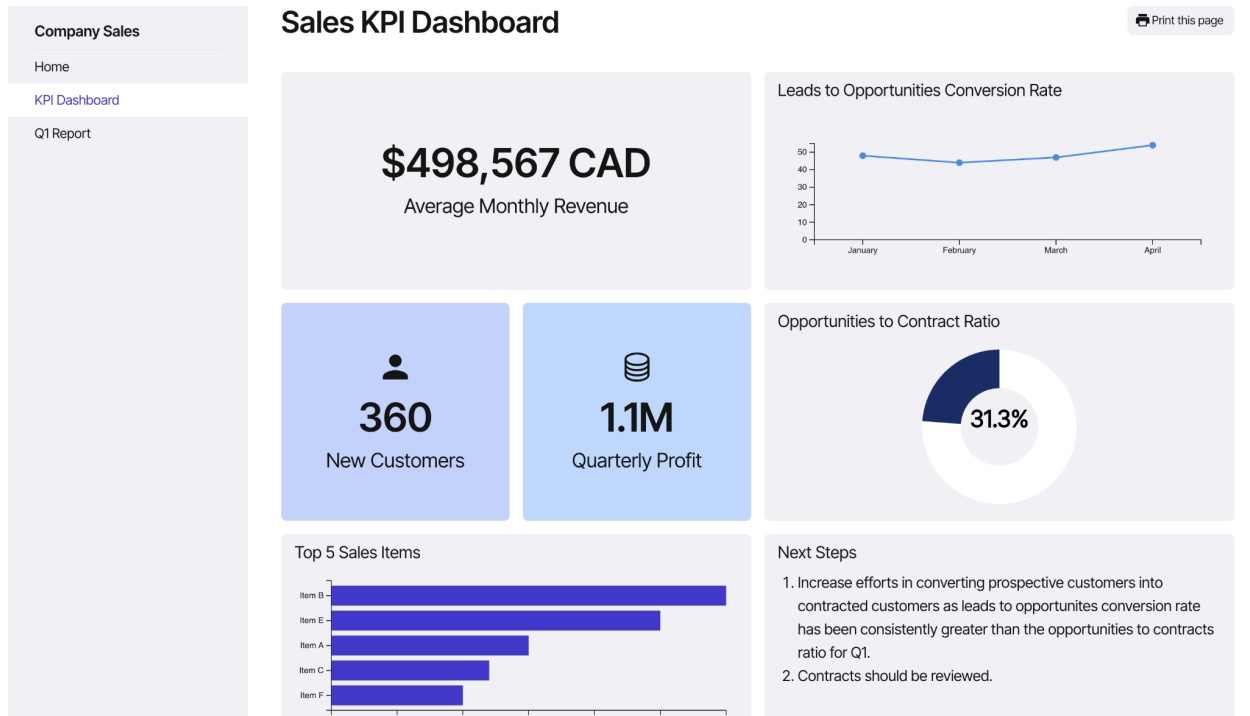 Company Sales
Home
KPI Dashboard
Q1 Report
Sales KPI Dashboard
Print this page
$498,567 CAD
Average Monthly Revenue
Leads to Opportunities Conversion Rate
50
40
30
20
10
0
January
February
March
April
360
New Customers
1.1M
Quarterly Profit
Opportunities to Contract Ratio
31.3%
Top 5 Sales Items
Item B
Item E
Item A
Item C
Item F
Next Steps
1. Increase efforts in converting prospective customers into
contracted customers as leads to opportunites conversion rate
has been consistently greater than the opportunities to contracts
ratio for Q1.
2. Contracts should be reviewed.